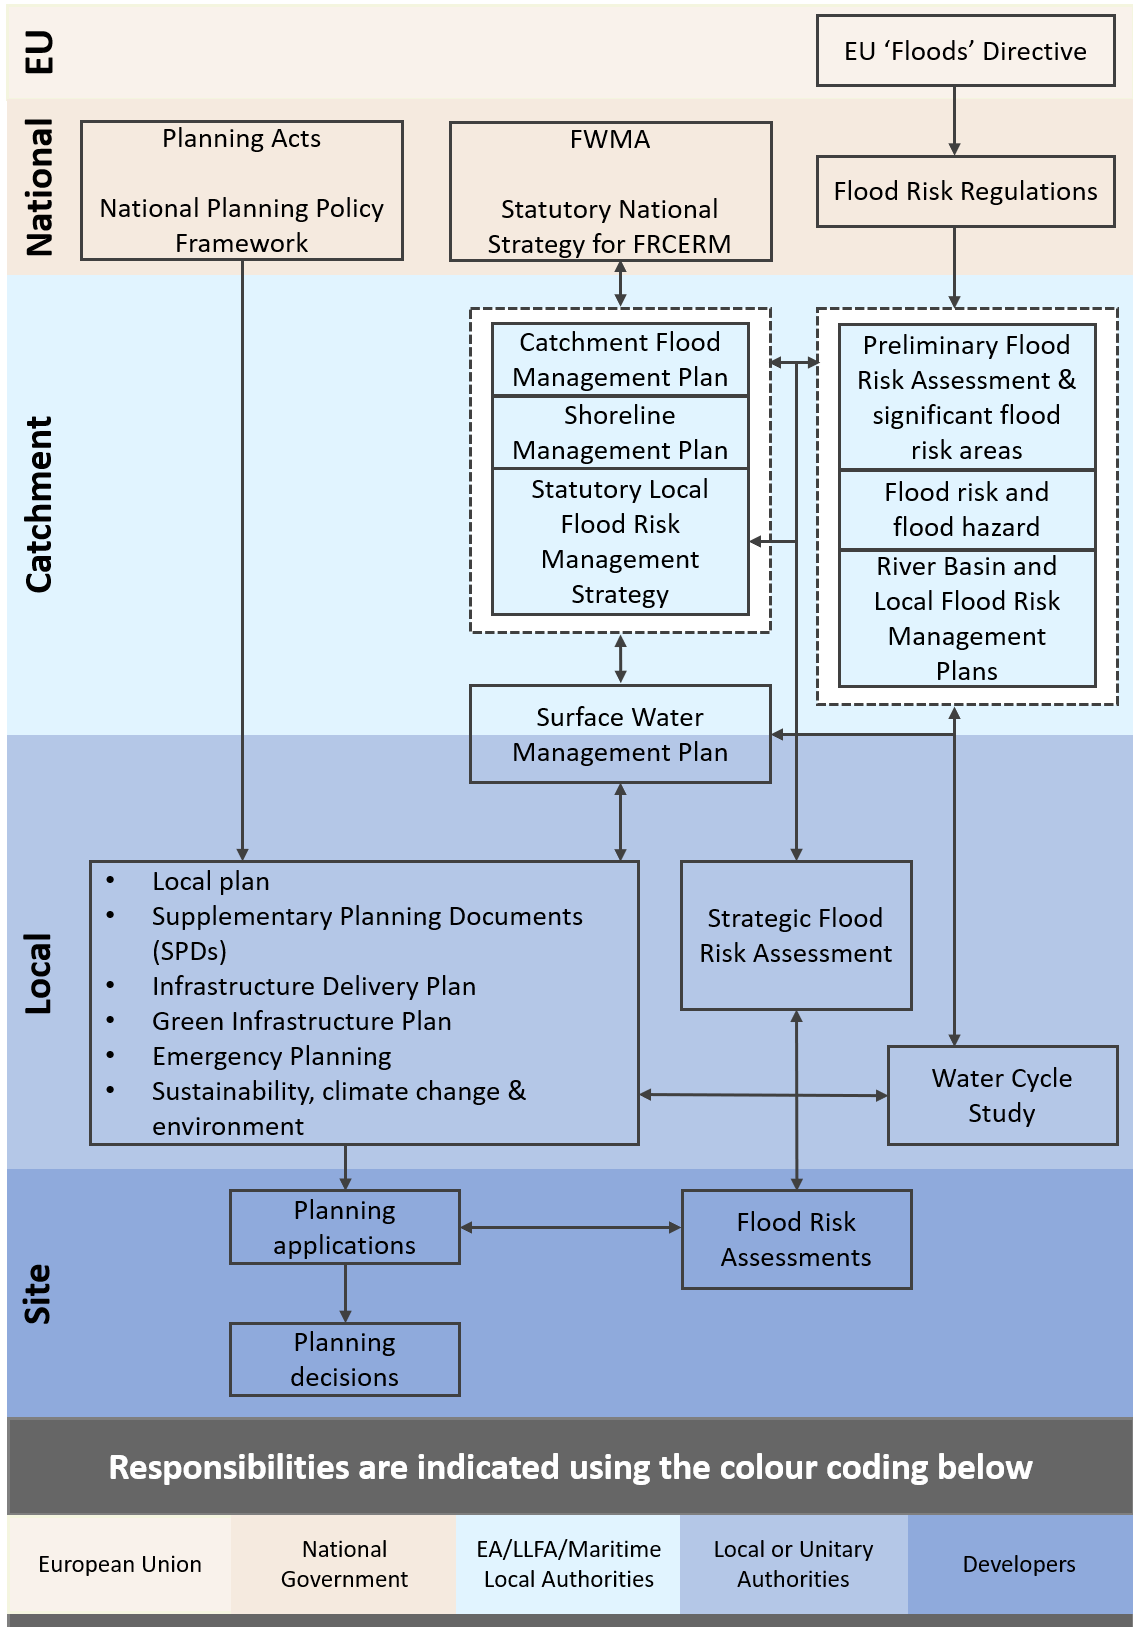 EU
EU ‘Floods’ Directive
National
Planning Acts
National Planning Policy
Framework
FWMA
Statutory National
Strategy for FRCERM
Flood Risk Regulations
Catchment
Catchment Flood
Management Plan
Shoreline
Management Plan
Statutory Local
Flood Risk
Management
Strategy
Preliminary Flood
Risk Assessment &
significant flood
risk areas
Flood risk and
flood hazard
River Basin and
Local Flood Risk
Management
Plans
Surface Water
Management Plan
Local
• Local plan
• Supplementary Planning Documents
(SPDs)
• Infrastructure Delivery Plan
• Green Infrastructure Plan
• Emergency Planning
• Sustainability, climate change &
environment
Strategic Flood
Risk Assessment
Water Cycle
Study
Site
Planning
applications
Flood Risk
Assessments
Planning
decisions
Responsibilities are indicated using the colour coding below
European Union
National
Government
EA/LLFA/Maritime
Local Authorities
Local or Unitary
Authorities
Developers